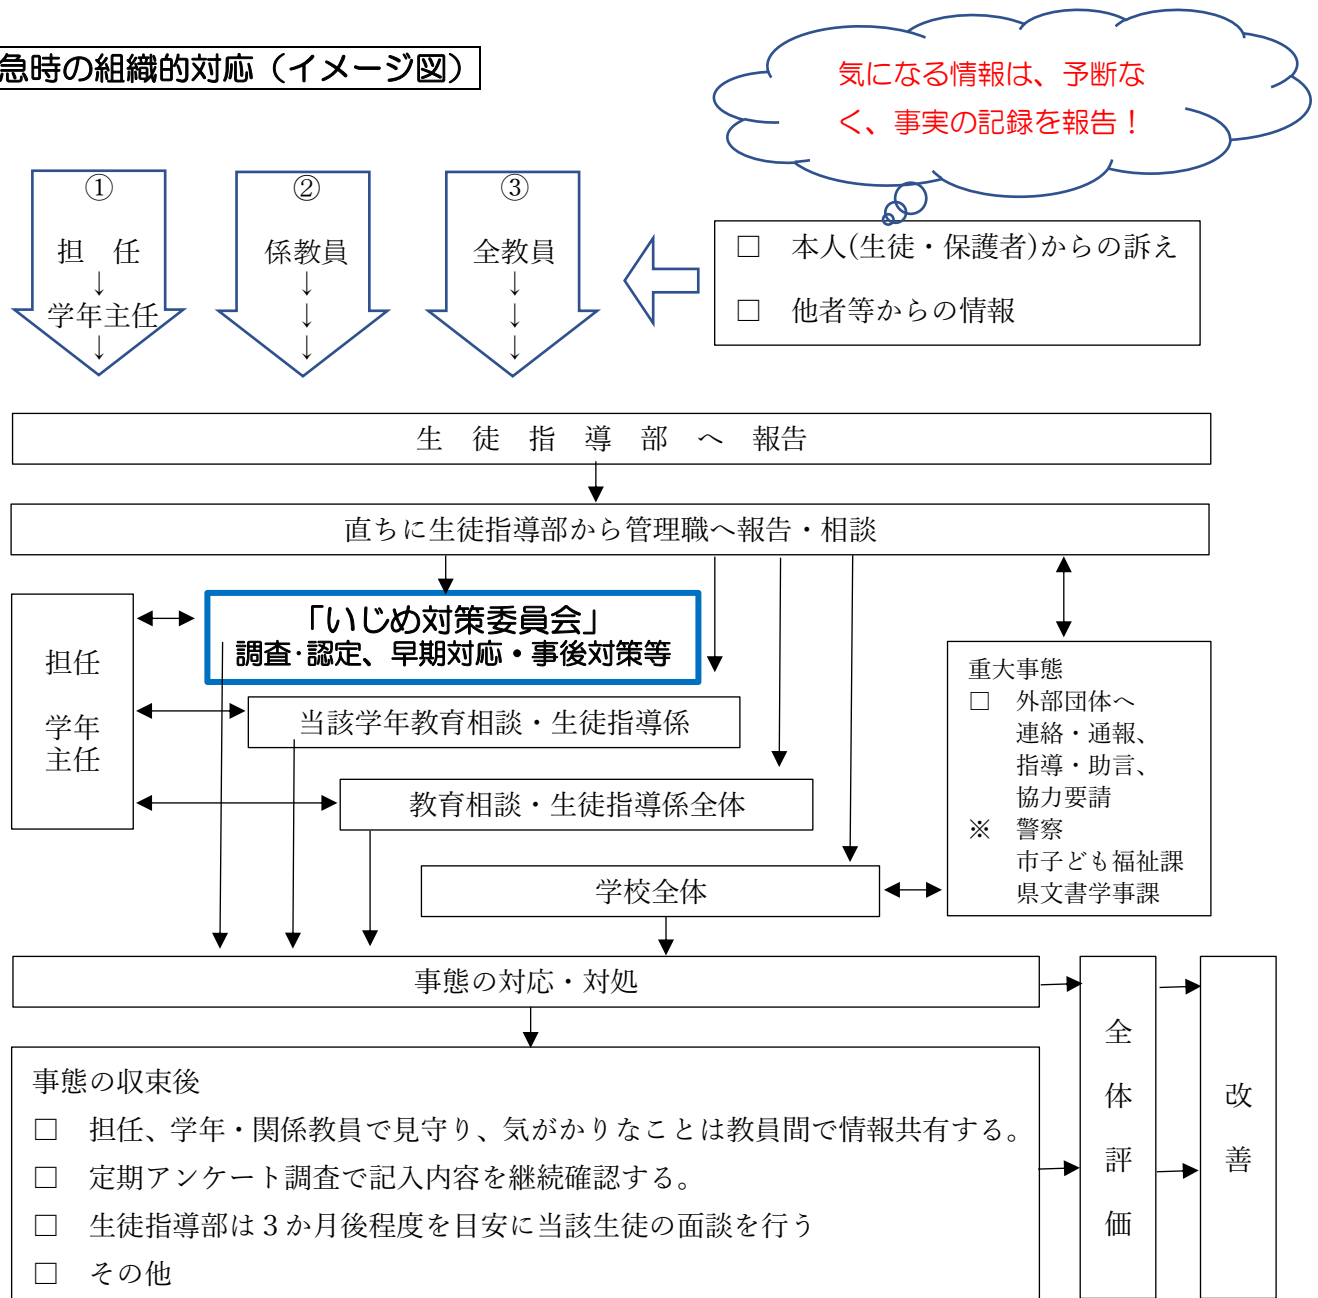 急時の組織的対応（イメージ図）
気になる情報は、予断な
く、事実の記録を報告！
①
担　任
↓
学年主任
↓
②
係教員
↓
↓
↓
③
全教員
↓
↓
↓
□　本人(生徒・保護者)からの訴え
□　他者等からの情報
生　徒　指　導　部　へ　報告
直ちに生徒指導部から管理職へ報告・相談
担任
学年
主任
「いじめ対策委員会」
調査･認定、早期対応・事後対策等
当該学年教育相談・生徒指導係
教育相談・生徒指導係全体
学校全体
重大事態
□　外部団体へ
連絡・通報、
指導・助言、
協力要請
※　警察
市子ども福祉課
県文書学事課
事態の対応・対処
事態の収束後
□　担任、学年・関係教員で見守り、気がかりなことは教員間で情報共有する。
□　定期アンケート調査で記入内容を継続確認する。
□　生徒指導部は３か月後程度を目安に当該生徒の面談を行う
□　その他
全
体
評
価
改
善